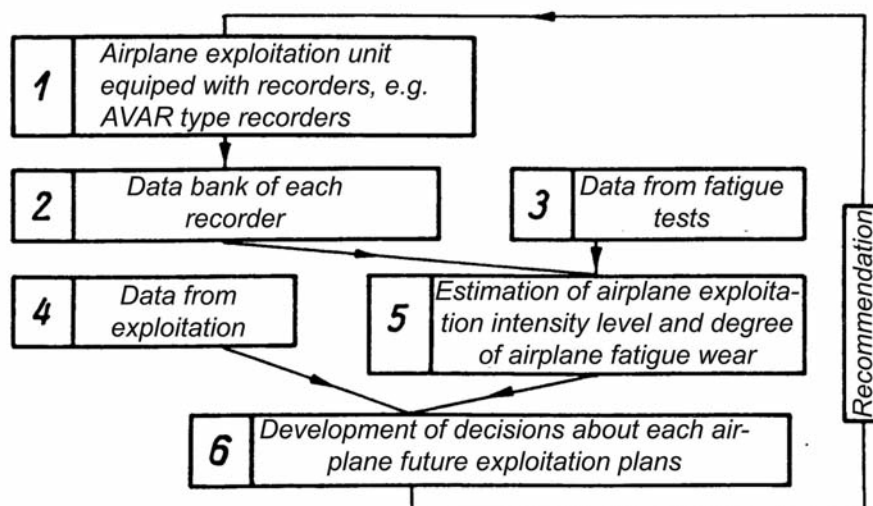 1
Airplane exploitation unit
equiped with recorders, e.g.
AVAR type recorders
2
Data bank of each
recorder
3
Data from fatigue
tests
4
Data from
exploitation
5
Estimation of airplane exploita-
tion intensity level and degree
of airplane fatigue wear
6
Development of decisions about each air-
plane future exploitation plans
Recommendation